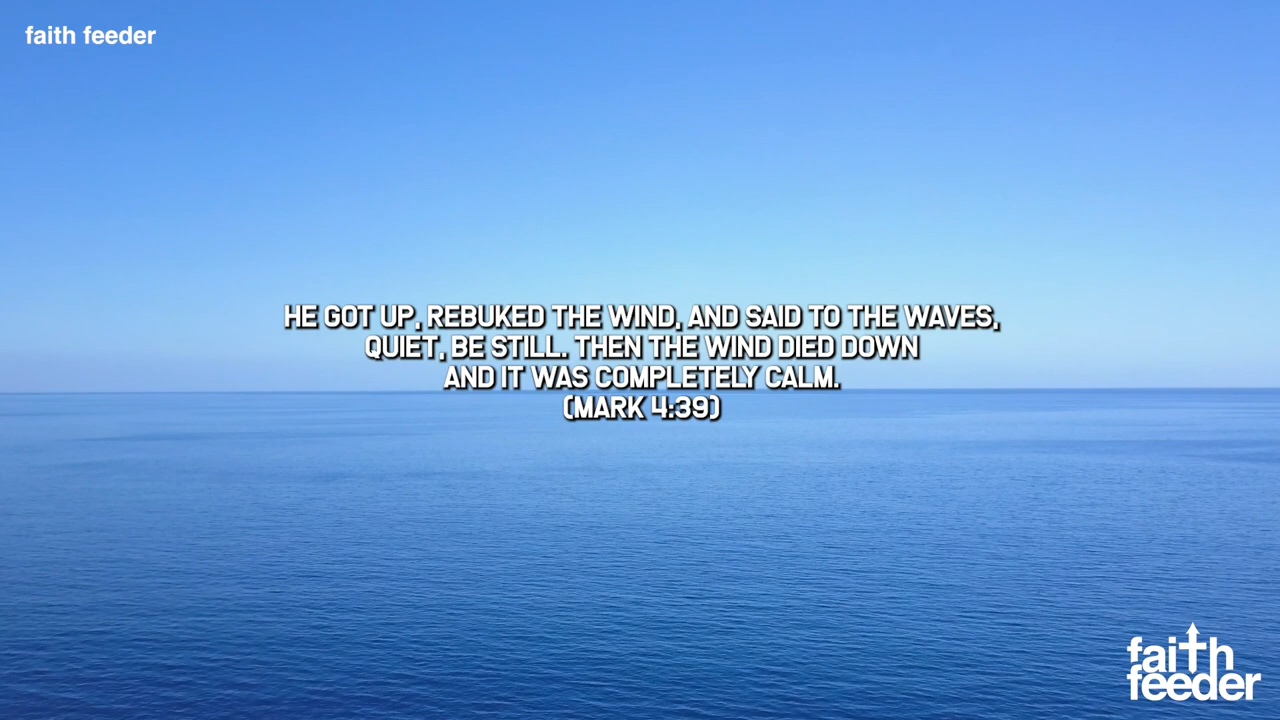 faith feeder
HE GOT UP, REBUKED THE WIND, AND SAID TO THE WAVES,
QUIET, BE STILL. THEN THE WIND DIED DOWN
AND IT WAS COMPLETELY CALM.
(MARK 4:39)
faith
feeder